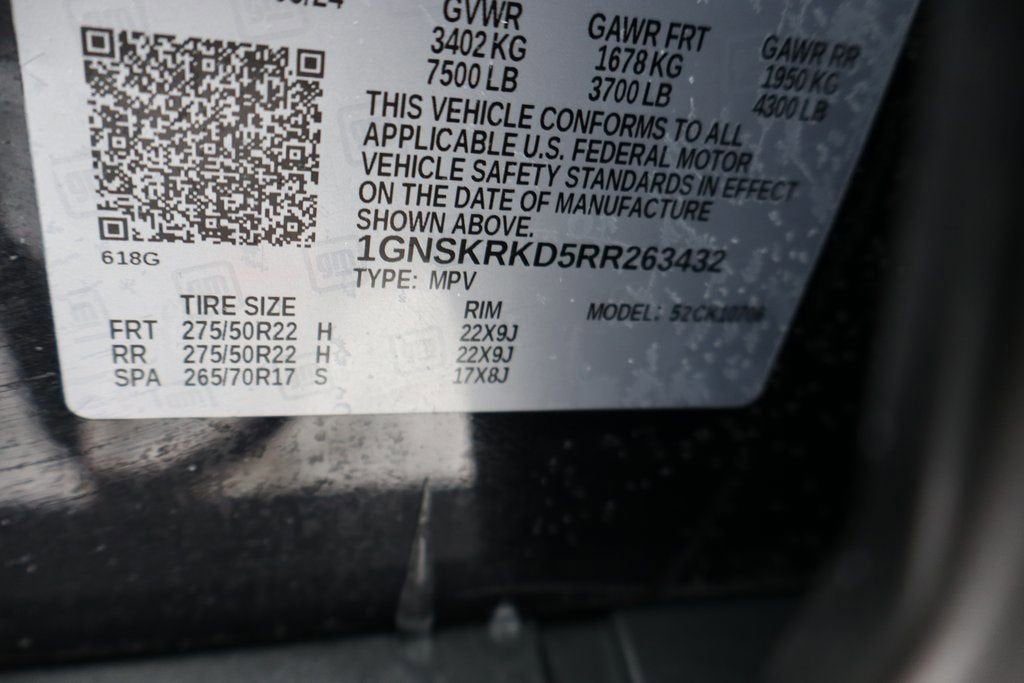 GVWR GAWR FRT GAWR RR
3402 KG 1678 KG 1950 KG
7500 LB 3700 LB 4300 LB
THIS VEHICLE CONFORMS TO ALL
APPLICABLE U.S. FEDERAL MOTOR
VEHICLE SAFETY STANDARDS IN EFFECT
ON THE DATE OF MANUFACTURE
SHOWN ABOVE.
618G
1GNSKRKD5RR263432
TYPE: MPV
TIRE SIZE RIM MODEL:
FRT 275/50R22 H 22X9J
RR 275/50R22 H 22X9J
SPA 265/70R17 S 17X8J